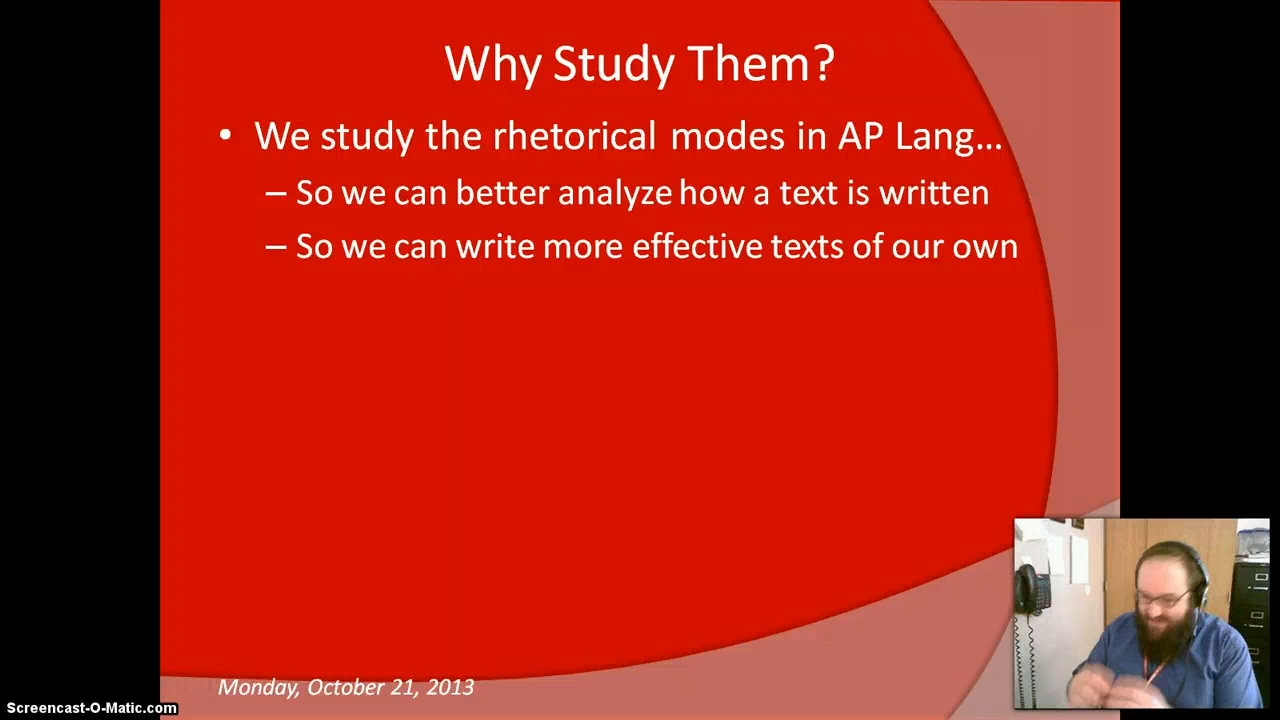 Why Study Them?
• We study the rhetorical modes in AP Lang…
– So we can better analyze how a text is written
– So we can write more effective texts of our own
Monday, October 21, 2013
Screencast-O-Matic.com